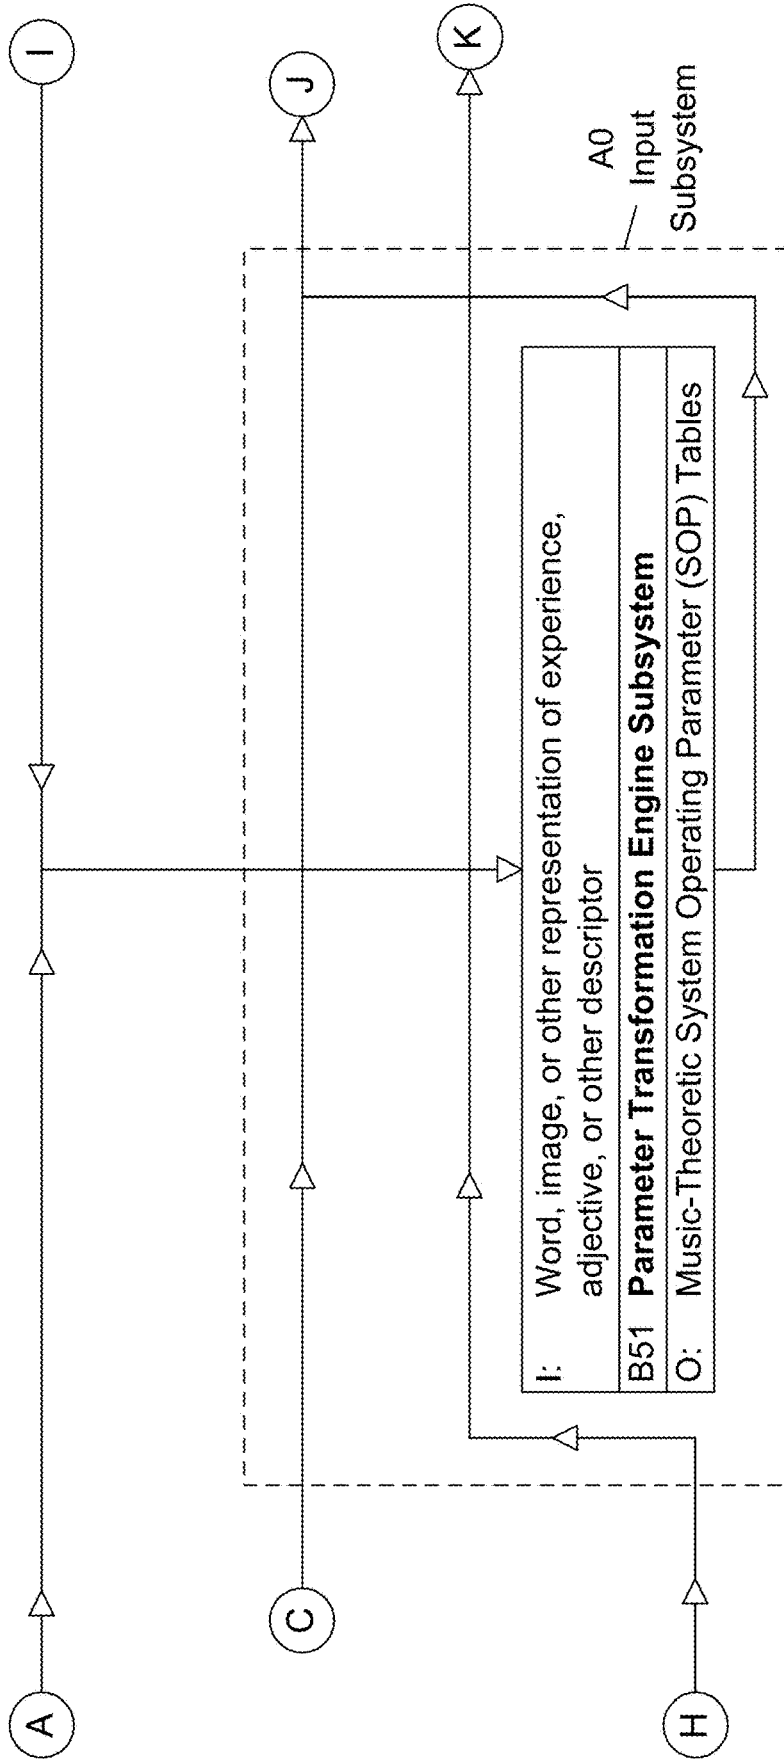 A
I
C
J
K
A0
Input
Subsystem
I: Word, image, or other representation of experience,
adjective, or other descriptor
B51 Parameter Transformation Engine Subsystem
O: Music-Theoretic System Operating Parameter (SOP) Tables
H